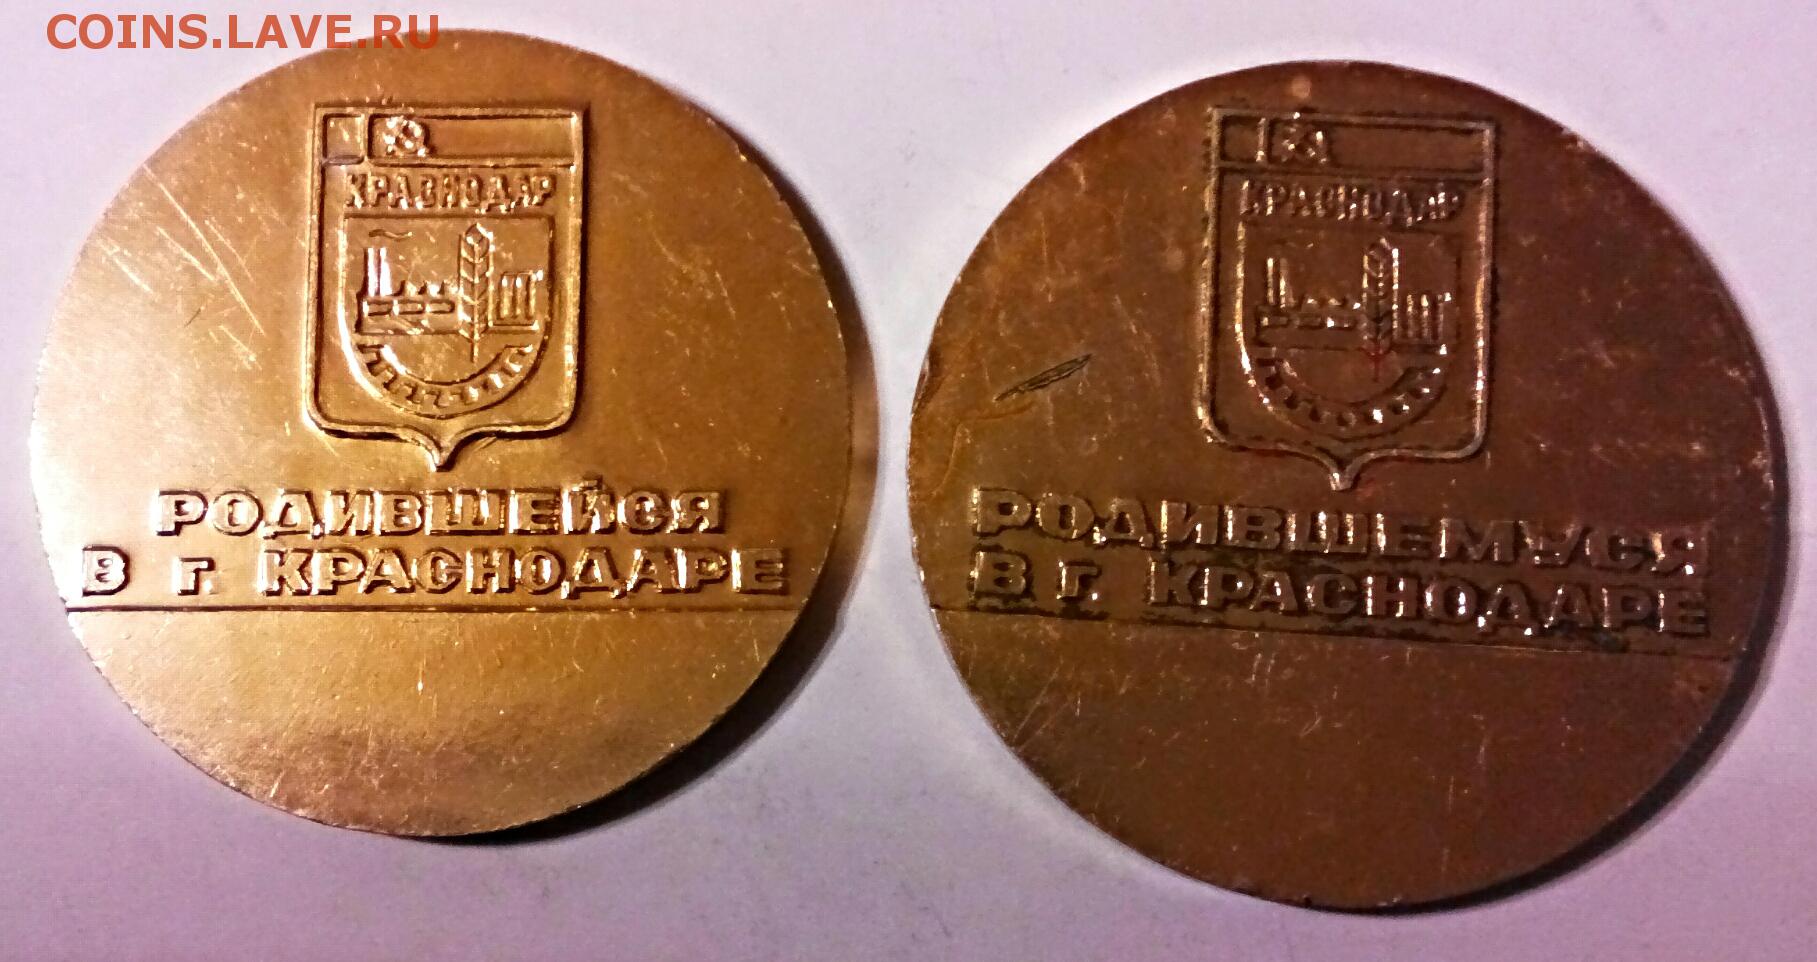 COINS.LAVE.RU
КРАСНОДАР
РОДИВШЕЙСЯ
В г КРАСНОДАРЕ
КРАСНОДАР
РОДИВШЕМУСЯ
В г. КРАСНОДАРЕ